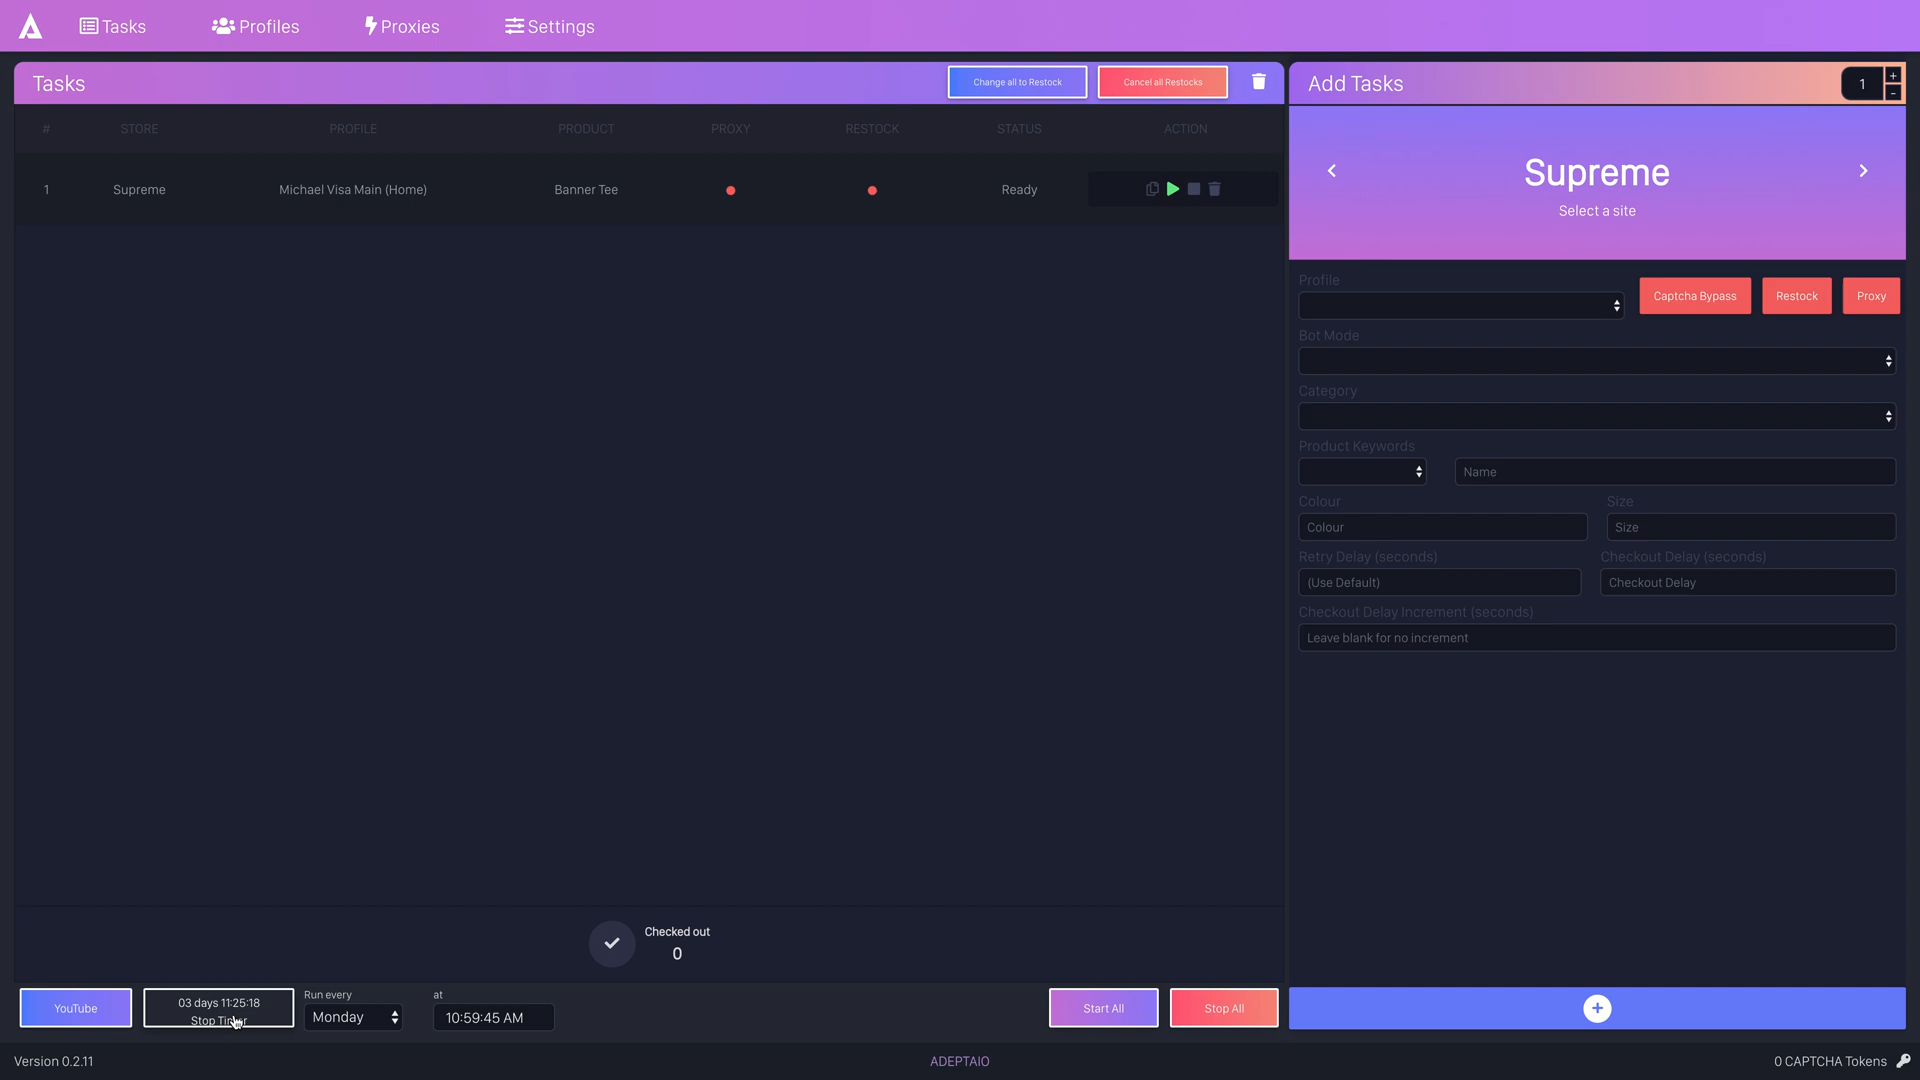 Tasks Profiles Proxies Settings
Tasks Change all to Restock Cancel all Restocks
# STORE PROFILE PRODUCT PROXY RESTOCK STATUS ACTION
1 Supreme Michael Visa Main (Home) Banner Tee Ready
Checked out
0
YouTube
03 days 11:25:18
Stop Timer
Run every
Monday
at
10:59:45 AM
Start All
Stop All
Add Tasks 1 + -
Supreme
Select a site
Profile
Captcha Bypass Restock Proxy
Bot Mode
Category
Product Keywords
Name
Colour Size
Colour Size
Retry Delay (seconds) Checkout Delay (seconds)
(Use Default) Checkout Delay
Checkout Delay Increment (seconds)
Leave blank for no increment
Version 0.2.11 ADEPTAIO 0 CAPTCHA Tokens